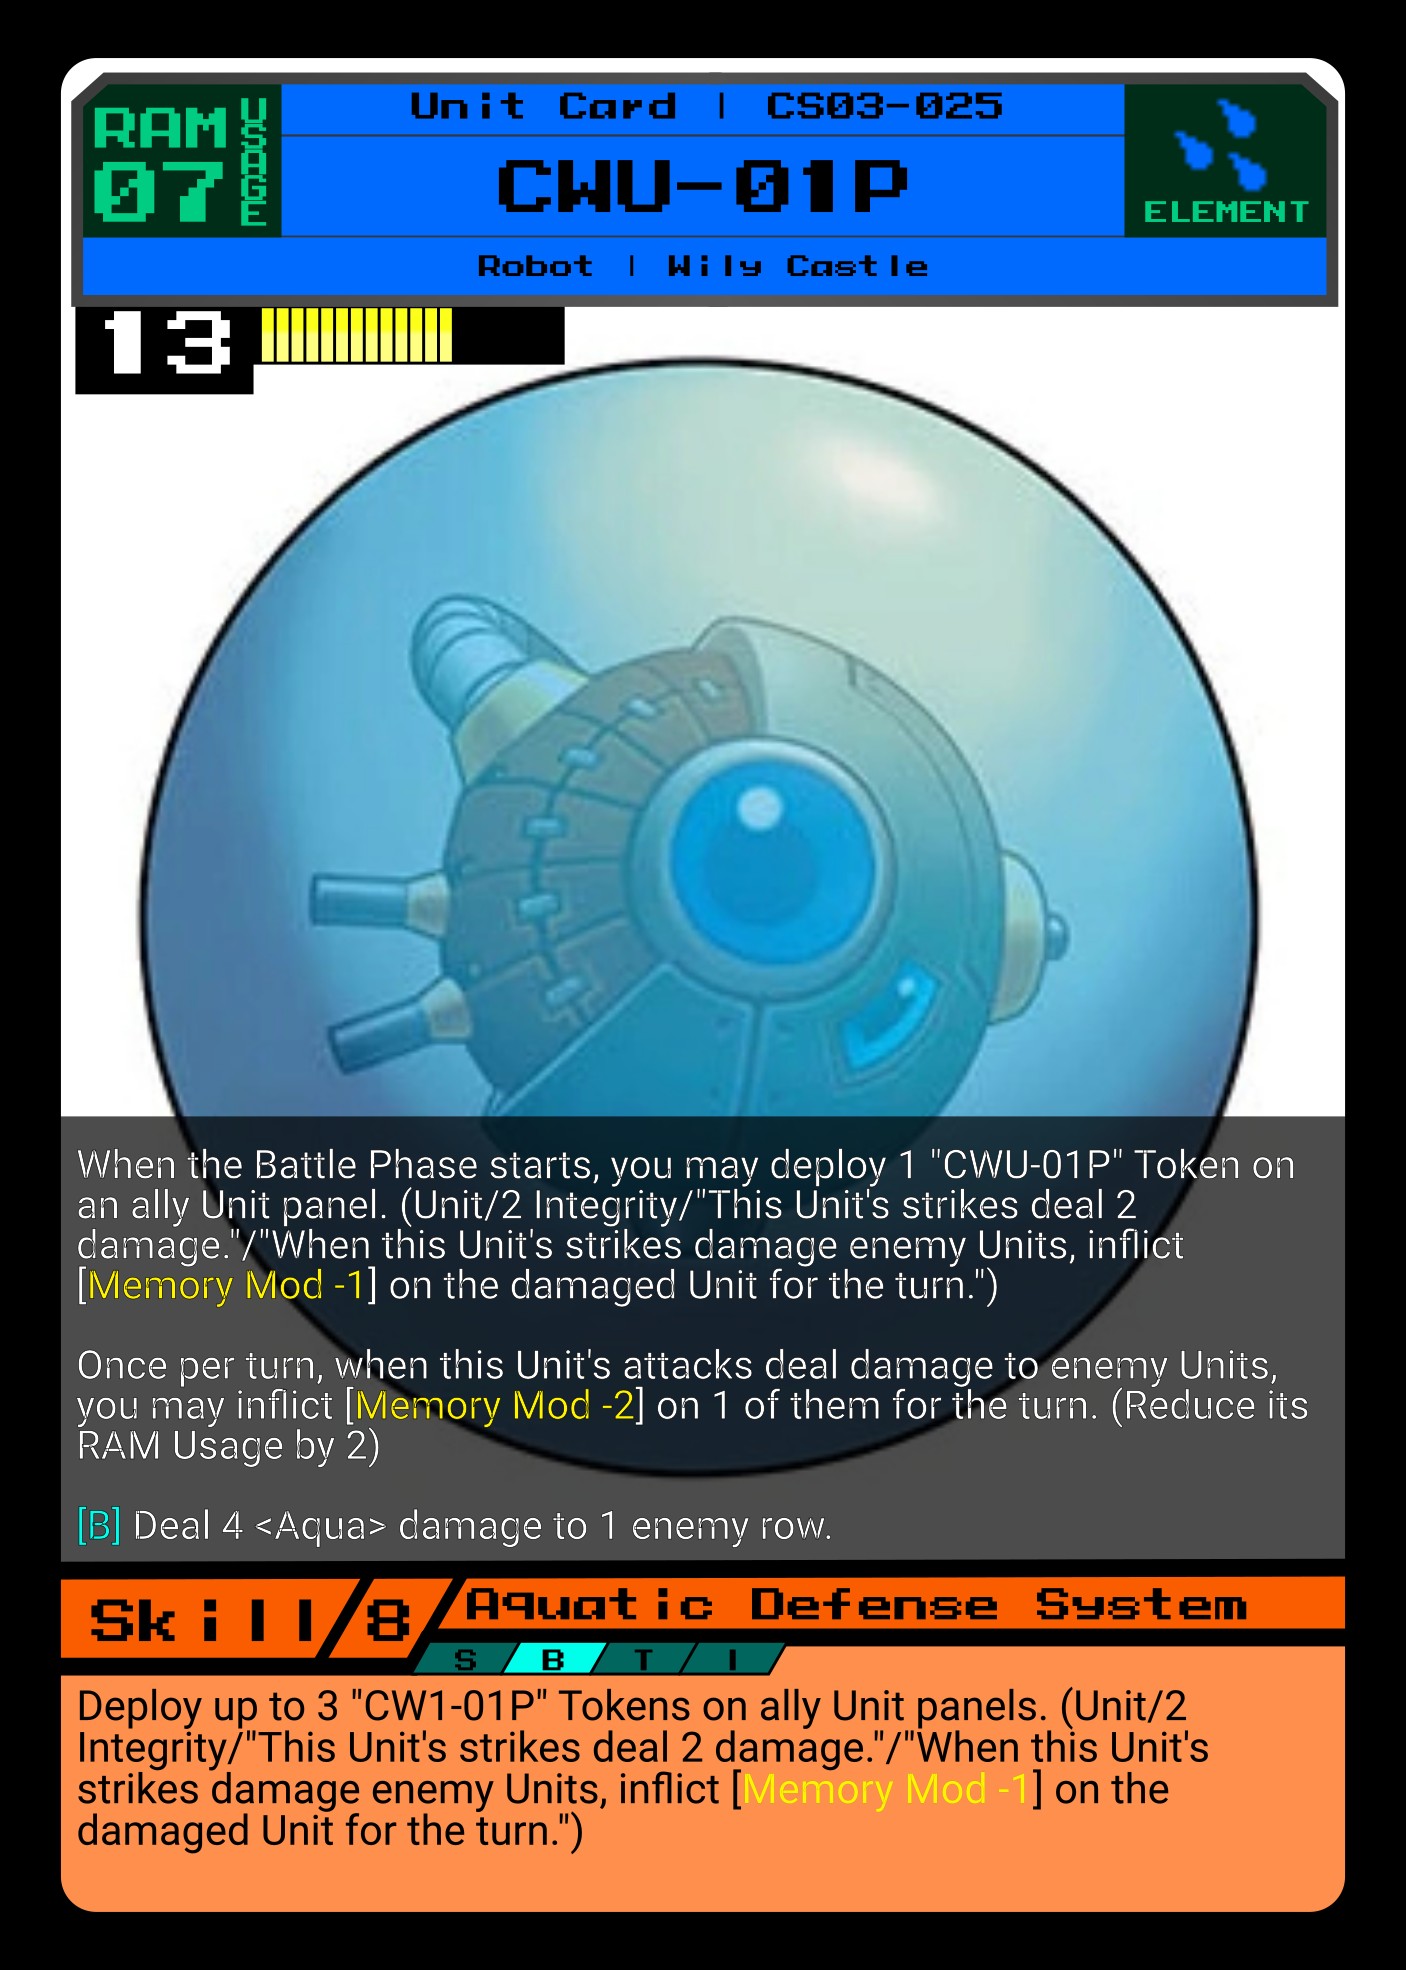 RAM
USAGE
07
Unit Card | CS03-025
CWU-01P
ELEMENT
Robot | Wily Castle
13
When the Battle Phase starts, you may deploy 1 "CWU-01P" Token on
an ally Unit panel. (Unit/2 Integrity/"This Unit's strikes deal 2
damage."/"When this Unit's strikes damage enemy Units, inflict
[Memory Mod -1] on the damaged Unit for the turn.")
Once per turn, when this Unit's attacks deal damage to enemy Units,
you may inflict [Memory Mod -2] on 1 of them for the turn. (Reduce its
RAM Usage by 2)
[B] Deal 4 <Aqua> damage to 1 enemy row.
Skill/8/Aquatic Defense System
S B T I
Deploy up to 3 "CW1-01P" Tokens on ally Unit panels. (Unit/2
Integrity/"This Unit's strikes deal 2 damage."/"When this Unit's
strikes damage enemy Units, inflict [Memory Mod -1] on the
damaged Unit for the turn.")